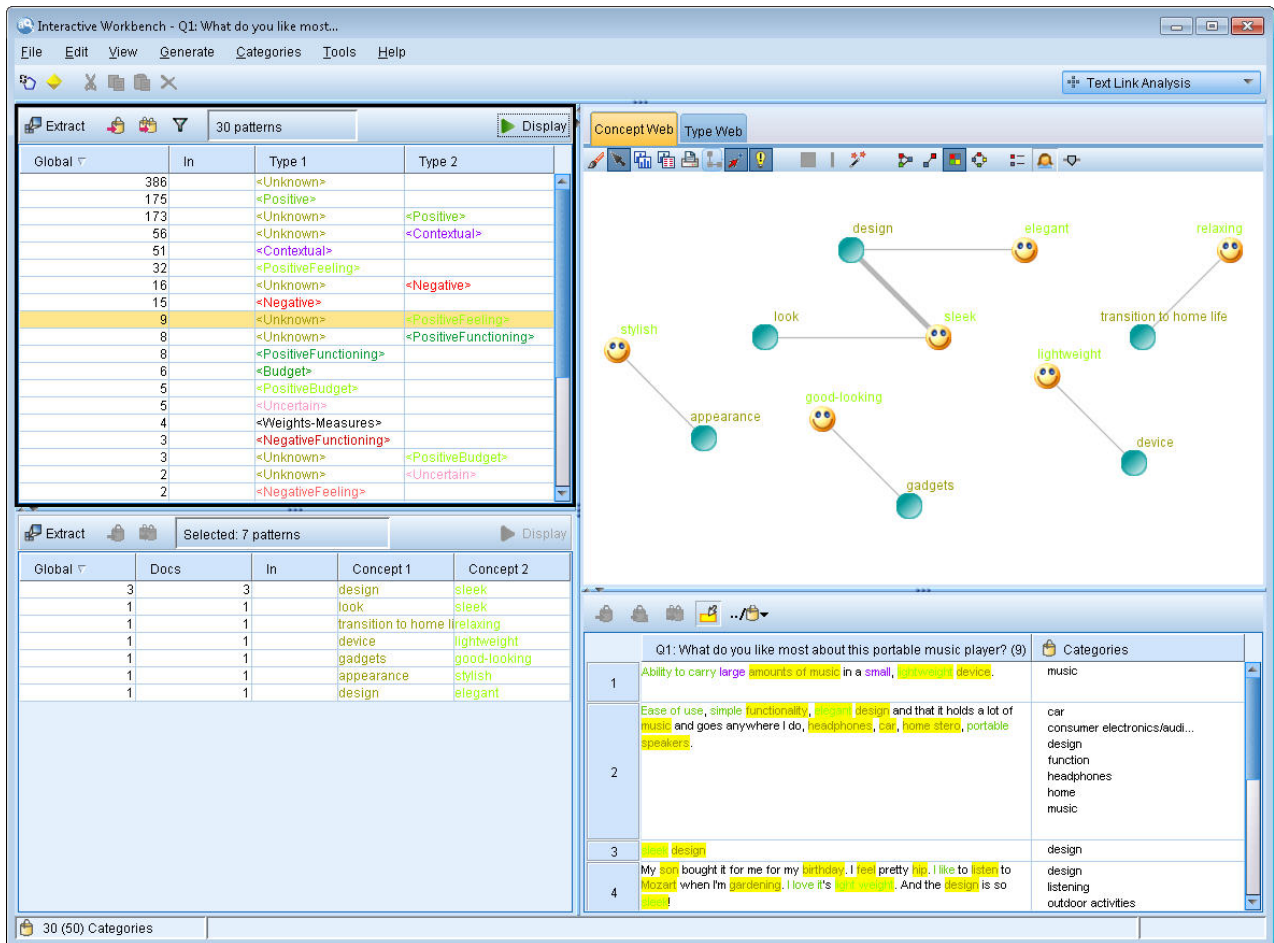 Interactive Workbench - Q1: What do you like most...
File Edit View Generate Categories Tools Help
Text Link Analysis
Extract 30 patterns Display
Global In Type 1 Type 2
386 <Unknown>
175 <Positive>
173 <Unknown> <Positive>
56 <Unknown> <Contextual>
51 <Contextual>
32 <PositiveFeeling>
16 <Unknown> <Negative>
15 <Negative>
9 <Unknown> <PositiveFeeling>
8 <Unknown> <PositiveFunctioning>
8 <PositiveFunctioning>
6 <Budget>
5 <PositiveBudget>
5 <Uncertain>
4 <Weights-Measures>
3 <NegativeFunctioning>
3 <Unknown> <PositiveBudget>
2 <Unknown> <Uncertain>
2 <NegativeFeeling>
Extract Selected: 7 patterns Display
Global Docs In Concept 1 Concept 2
3 3 design sleek
1 1 look sleek
1 1 transition to home li relaxing
1 1 device lightweight
1 1 gadgets good-looking
1 1 appearance stylish
1 1 design elegant
Concept Web Type Web
design elegant relaxing
look sleek transition to home life
stylish
lightweight
good-looking
appearance
device
gadgets
../
Q1: What do you like most about this portable music player? (9) Categories
1 Ability to carry large amounts of music in a small, lightweight device. music
2 Ease of use, simple functionality, elegant design and that it holds a lot of
music and goes anywhere I do, headphones, car, home stero, portable
speakers.
car
consumer electronics/audi...
design
function
headphones
home
music
3 sleek design design
4 My son bought it for me for my birthday. I feel pretty hip. I like to listen to
Mozart when I'm gardening. I love it's light weight. And the design is so
sleek!
design
listening
outdoor activities
30 (50) Categories